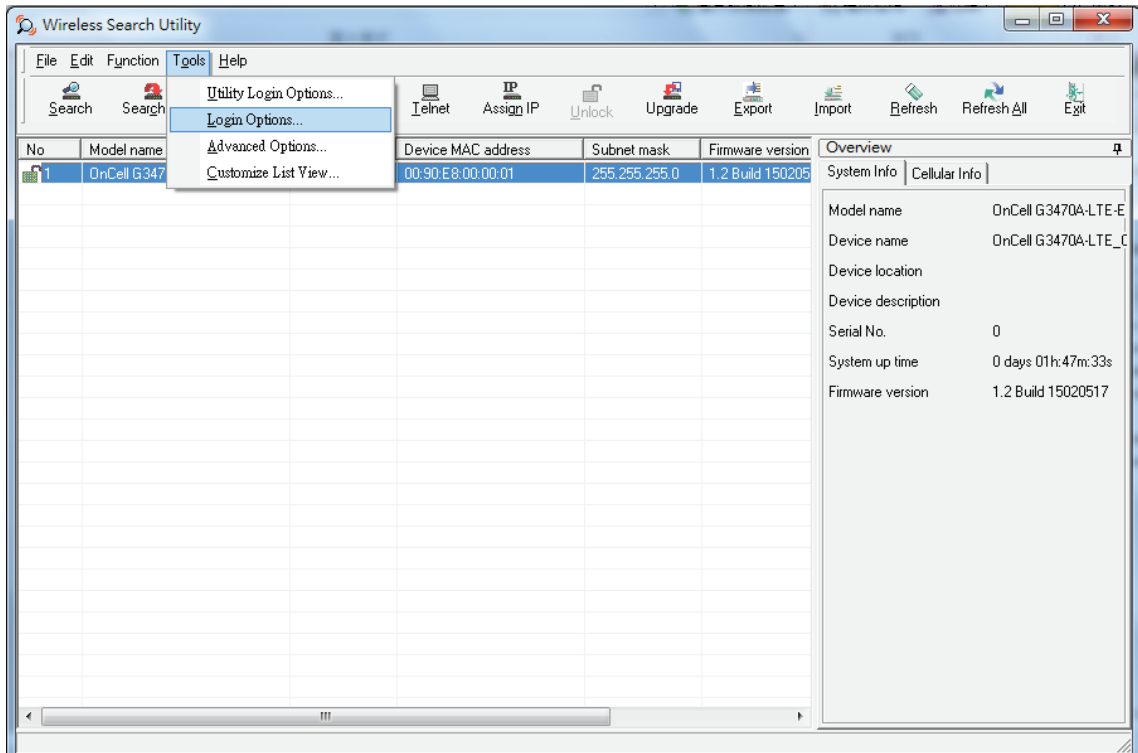 Wireless Search Utility
File Edit Function Tools Help
Search Search Telnet Assign IP Unlock Upgrade Export Import Refresh Refresh All Exit
Utility Login Options...
Login Options...
Advanced Options...
Customize List View...
No Model name Device MAC address Subnet mask Firmware version
1 OnCell G347 00:90:E8:00:00:01 255.255.255.0 1.2 Build 150205
Overview
System Info Cellular Info
Model name OnCell G3470A-LTE-E
Device name OnCell G3470A-LTE_
Device location
Device description
Serial No. 0
System up time 0 days 01h:47m:33s
Firmware version 1.2 Build 15020517